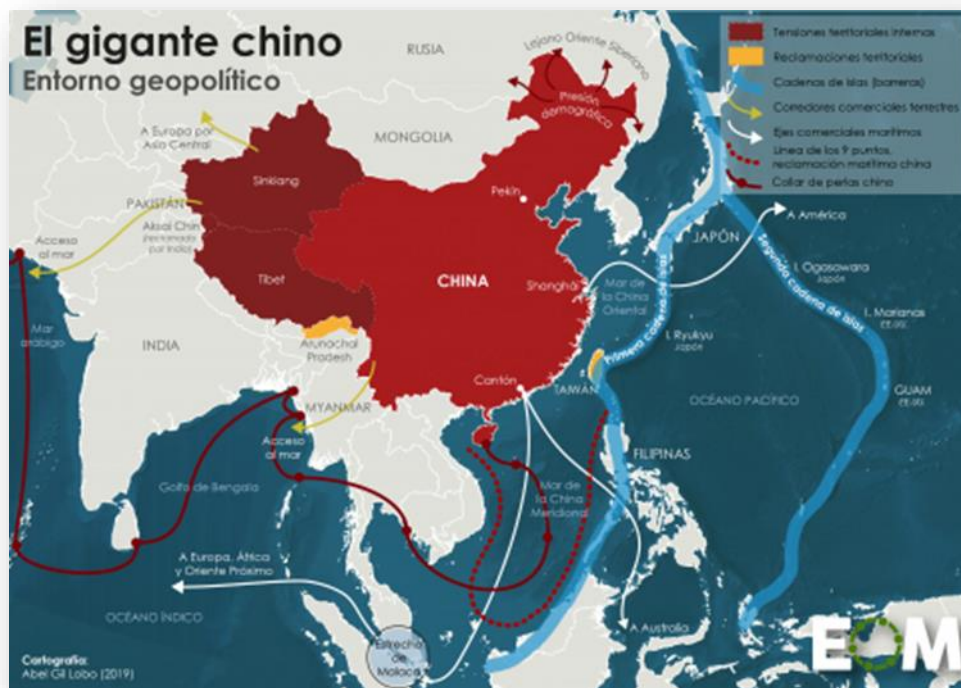 El gigante chino
Entorno geopolítico
Tensiones territoriales internas
Reclamaciones territoriales
Cadenas de islas (barreras)
Corredores comerciales terrestres
Ejes comerciales marítimos
Línea de los 9 puntos,
reclamación marítima china
Collar de perlas chino
RUSIA
Lejano Oriente Siberiano
Presión
demográfica
MONGOLIA
A Europa por
Asia Central
Sinkiang
Pekín
PAKISTÁN
Aksai Chin
(reclamado
por India)
Acceso
al mar
Tíbet
CHINA
Shanghái
Mar de
la China
Oriental
JAPÓN
A América
Primera cadena de islas
Segunda cadena de islas
I. Ogasawara
Japón
I. Marianas
EE.UU.
I. Ryukyu
Japón
Mar
arábigo
INDIA
Arunachal
Pradesh
MYANMAR
Acceso
al mar
Cantón
TAIWÁN
OCÉANO PACÍFICO
GUAM
EE.UU.
FILIPINAS
Golfo de Bengala
Mar de
la China
Meridional
A Europa, África
y Oriente Próximo
OCÉANO ÍNDICO
Estrecho
de
Malaca
A Australia
Cartografía:
Abel Gil Lobo (2019)
EOM